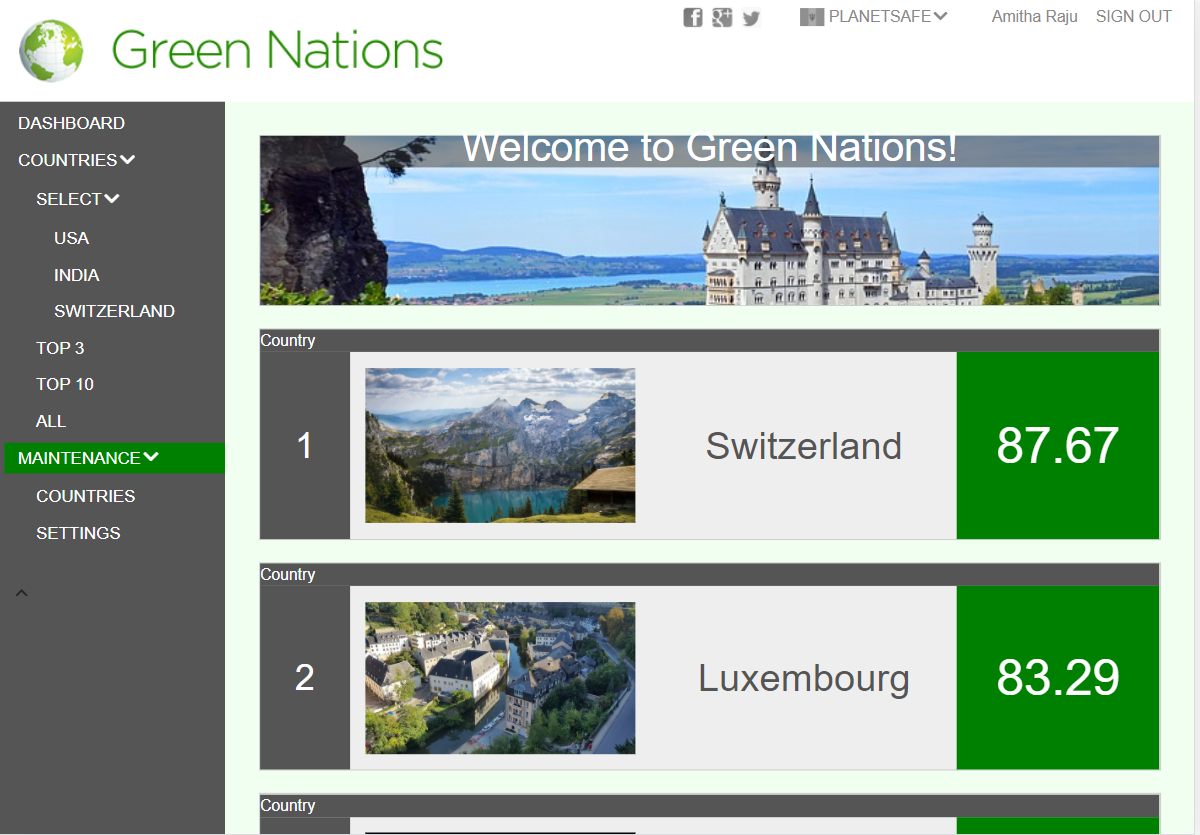 PLANETSAFE
Amitha Raju
SIGN OUT
Green Nations
DASHBOARD
COUNTRIES
SELECT
USA
INDIA
SWITZERLAND
TOP 3
TOP 10
ALL
MAINTENANCE
COUNTRIES
SETTINGS
Welcome to Green Nations!
Country
1
Switzerland
87.67
Country
2
Luxembourg
83.29
Country